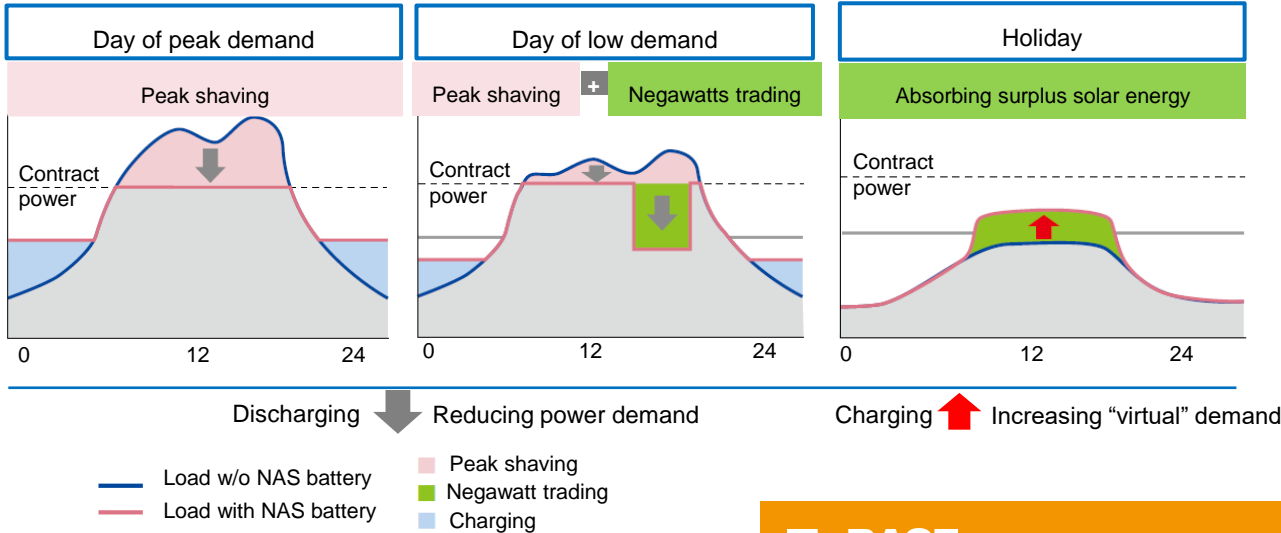 Day of peak demand
Peak shaving
Contract
power
0 12 24
Day of low demand
Peak shaving + Negawatts trading
Contract
power
0 12 24
Holiday
Absorbing surplus solar energy
Contract
power
0 12 24
Discharging Reducing power demand
Charging Increasing “virtual” demand
Load w/o NAS battery
Load with NAS battery
Peak shaving
Negawatt trading
Charging